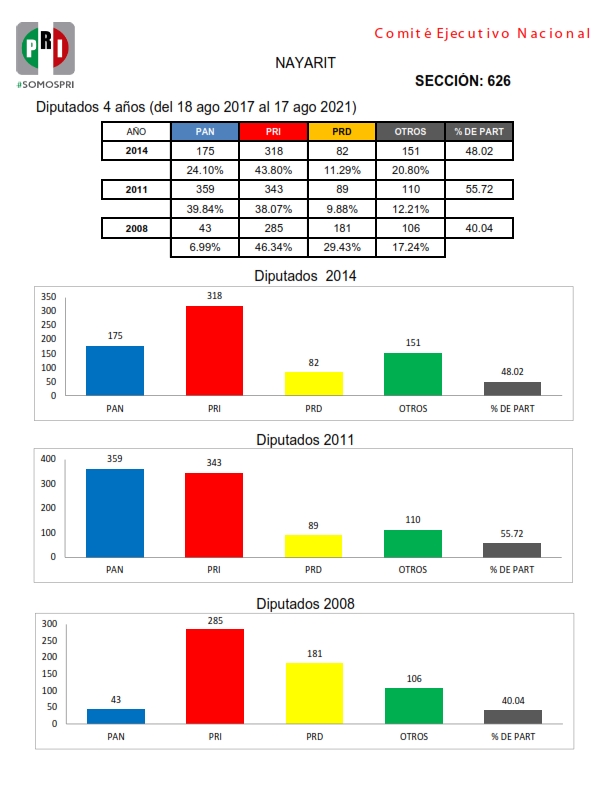 Comité Ejecutivo Nacional
PRI
#SOMOSPRI
NAYARIT
SECCIÓN: 626
Diputados 4 años (del 18 ago 2017 al 17 ago 2021)
AÑO PAN PRI PRD OTROS % DE PART
2014 175 318 82 151 48.02
24.10% 43.80% 11.29% 20.80%
2011 359 343 89 110 55.72
39.84% 38.07% 9.88% 12.21%
2008 43 285 181 106 40.04
6.99% 46.34% 29.43% 17.24%
Diputados 2014
350
300
250
200
150
100
50
0
175 318 82 151 48.02
PAN PRI PRD OTROS % DE PART
Diputados 2011
400
300
200
100
0
359 343 89 110 55.72
PAN PRI PRD OTROS % DE PART
Diputados 2008
300
250
200
150
100
50
0
43 285 181 106 40.04
PAN PRI PRD OTROS % DE PART